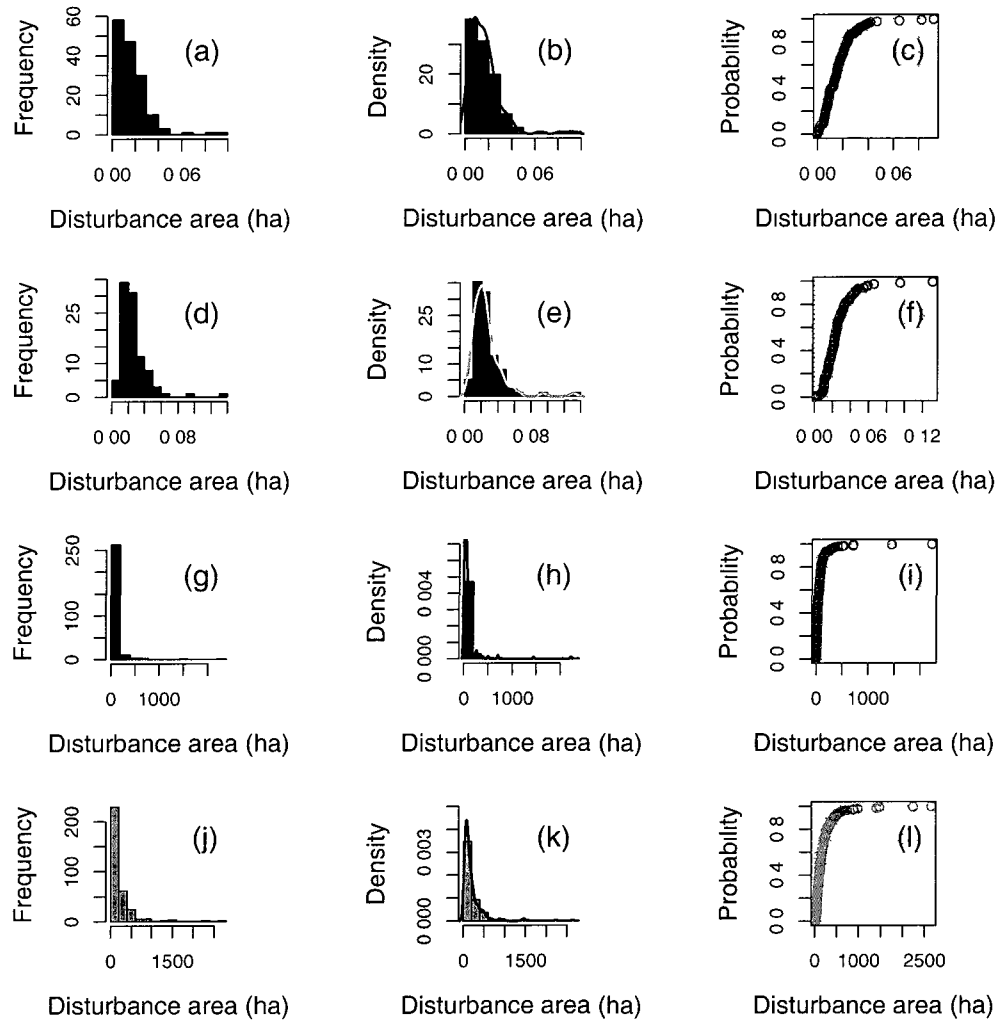 Frequency
0 20 40 60
(a)
0 00 0 06
Disturbance area (ha)
Density
0 20
(b)
0 00 0 06
Disturbance area (ha)
Probability
0 0 0 4 0 8
(c)
0 00 0 06
Disturbance area (ha)
Frequency
0 10 25
(d)
0 00 0 08
Disturbance area (ha)
Density
0 10 25
(e)
0 00 0 08
Disturbance area (ha)
Probability
0 0 0 4 0 8
(f)
0 00 0 06 0 12
Disturbance area (ha)
Frequency
0 100 250
(g)
0 1000
Disturbance area (ha)
Density
0 000 0 004
(h)
0 1000
Disturbance area (ha)
Probability
0 0 0 4 0 8
(i)
0 1000
Disturbance area (ha)
Frequency
0 100 200
(j)
0 1500
Disturbance area (ha)
Density
0 000 0 003
(k)
0 1500
Disturbance area (ha)
Probability
0 0 0 4 0 8
(l)
0 1000 2500
Disturbance area (ha)